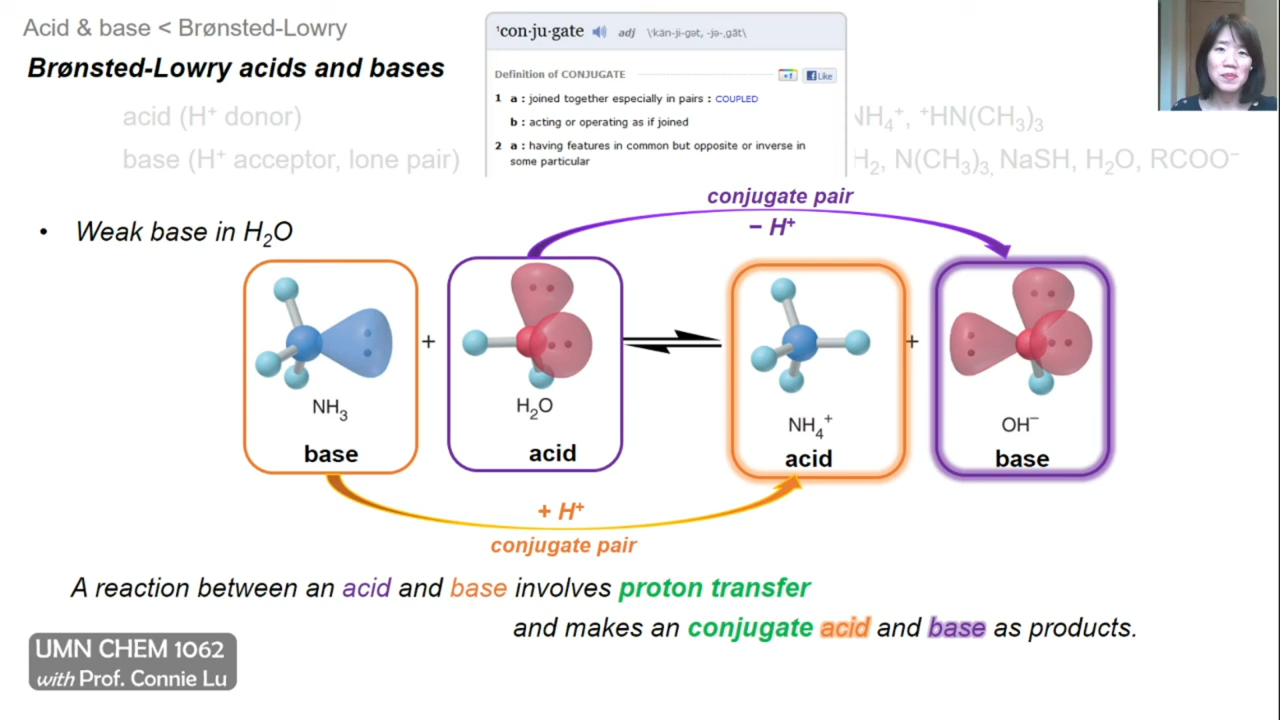 Acid & base < Brønsted-Lowry
Brønsted-Lowry acids and bases
acid (H⁺ donor)
base (H⁺ acceptor, lone pair)
'con·ju·gate adj \'kän-ji-gət, -jə-ˌgāt\
Definition of CONJUGATE +1 Like
1 a : joined together especially in pairs : COUPLED
b : acting or operating as if joined
2 a : having features in common but opposite or inverse in
some particular
NH₄⁺, ⁺HN(CH₃)₃
H₂, N(CH₃)₃, NaSH, H₂O, RCOO⁻
• Weak base in H₂O
conjugate pair
− H⁺
+
+
NH₃
H₂O
NH₄⁺
OH⁻
base
acid
acid
base
+ H⁺
conjugate pair
A reaction between an acid and base involves proton transfer
and makes an conjugate acid and base as products.
UMN CHEM 1062
with Prof. Connie Lu